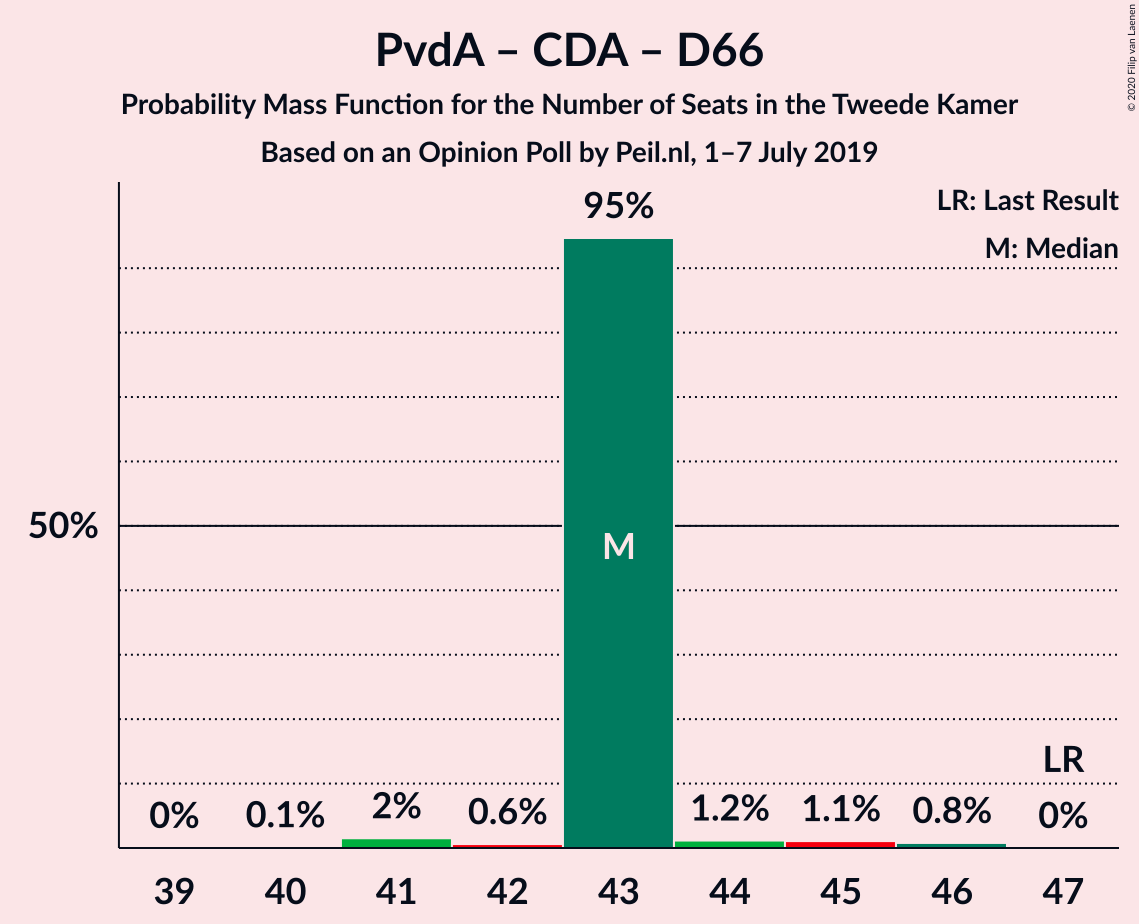 PvdA – CDA – D66
Probability Mass Function for the Number of Seats in the Tweede Kamer
Based on an Opinion Poll by Peil.nl, 1–7 July 2019
© 2020 Filip van Laenen
LR: Last Result
M: Median
95%
50%
M
LR
0% 0.1% 2% 0.6% 1.2% 1.1% 0.8% 0%
39 40 41 42 43 44 45 46 47